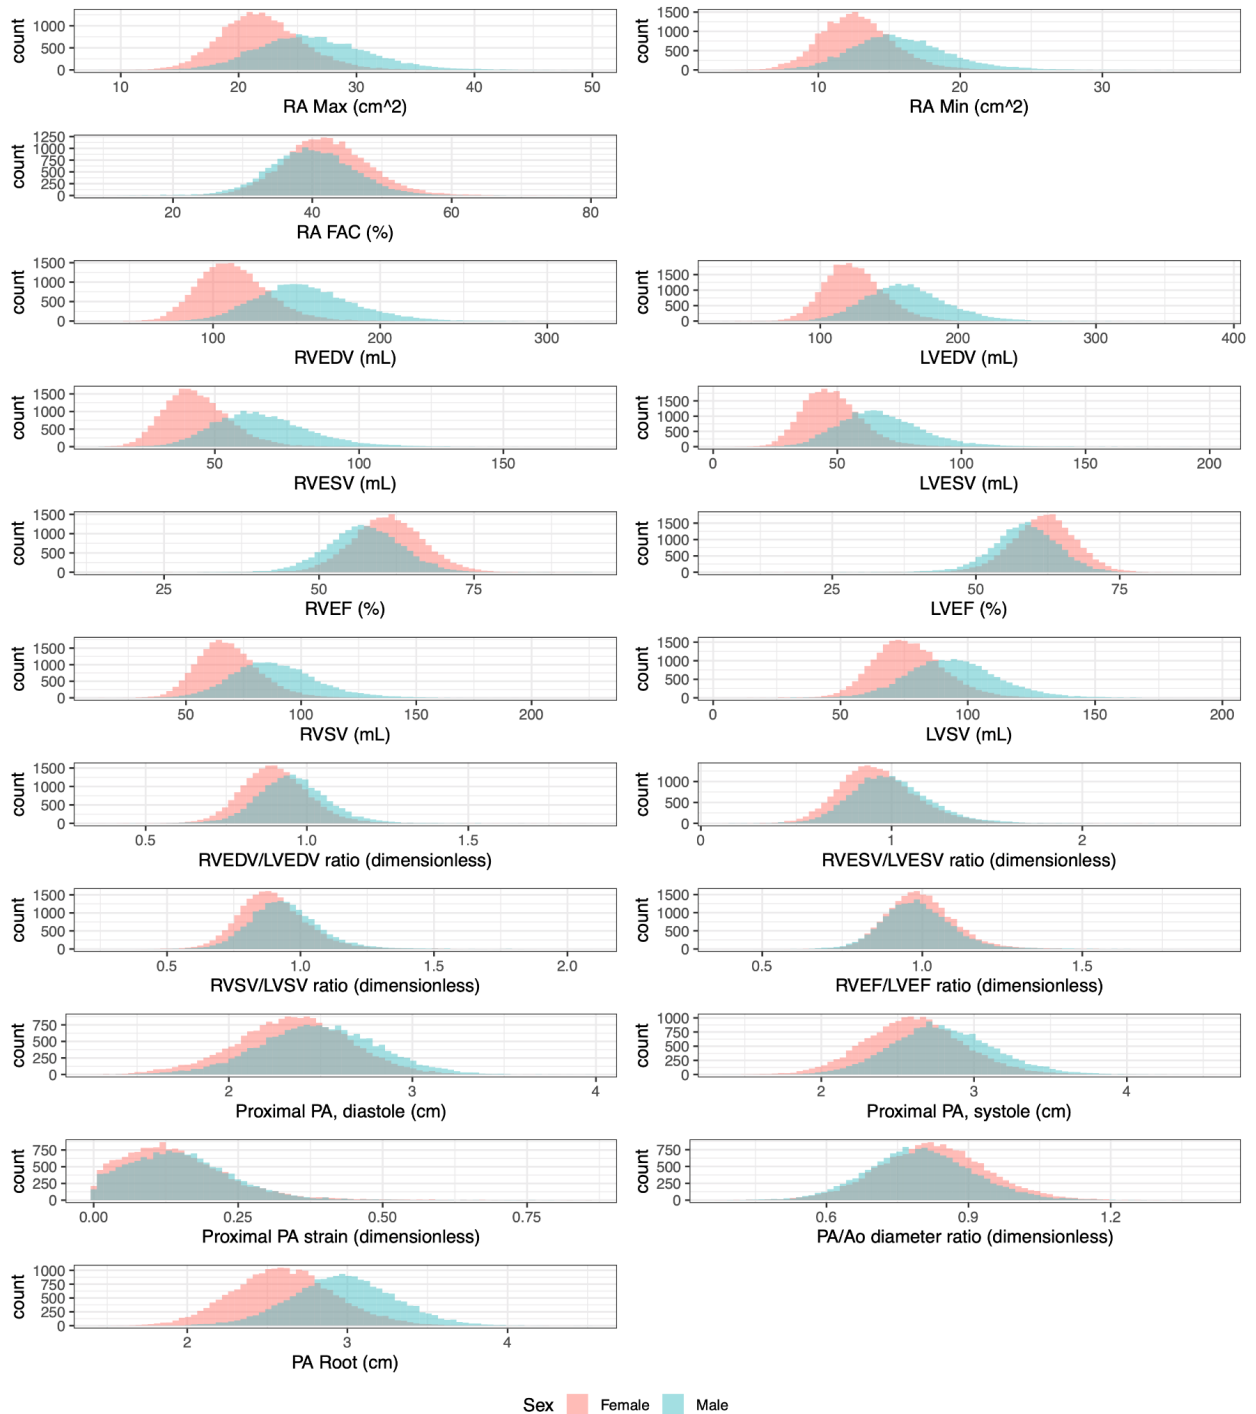 count
1000
500
0
10 20 30 40 50
RA Max (cm^2)
count
1500
1000
500
0
10 20 30
RA Min (cm^2)
count
1250
1000
750
500
250
0
20 40 60 80
RA FAC (%)
count
1500
1000
500
0
100 200 300
RVEDV (mL)
count
1500
1000
500
0
100 200 300 400
LVEDV (mL)
count
1500
1000
500
0
50 100 150
RVESV (mL)
count
1500
1000
500
0
0 50 100 150 200
LVESV (mL)
count
1500
1000
500
0
25 50 75
RVEF (%)
count
1500
1000
500
0
25 50 75
LVEF (%)
count
1500
1000
500
0
50 100 150 200
RVSV (mL)
count
1500
1000
500
0
0 50 100 150 200
LVSV (mL)
count
1500
1000
500
0
0.5 1.0 1.5
RVEDV/LVEDV ratio (dimensionless)
count
1000
500
0
0 1 2
RVESV/LVESV ratio (dimensionless)
count
1500
1000
500
0
0.5 1.0 1.5 2.0
RVSV/LVSV ratio (dimensionless)
count
1500
1000
500
0
0.5 1.0 1.5
RVEF/LVEF ratio (dimensionless)
count
750
500
250
0
2 3 4
Proximal PA, diastole (cm)
count
1000
750
500
250
0
2 3 4
Proximal PA, systole (cm)
count
750
500
250
0
0.00 0.25 0.50 0.75
Proximal PA strain (dimensionless)
count
750
500
250
0
0.6 0.9 1.2
PA/Ao diameter ratio (dimensionless)
count
1000
750
500
250
0
2 3 4
PA Root (cm)
Sex Female Male